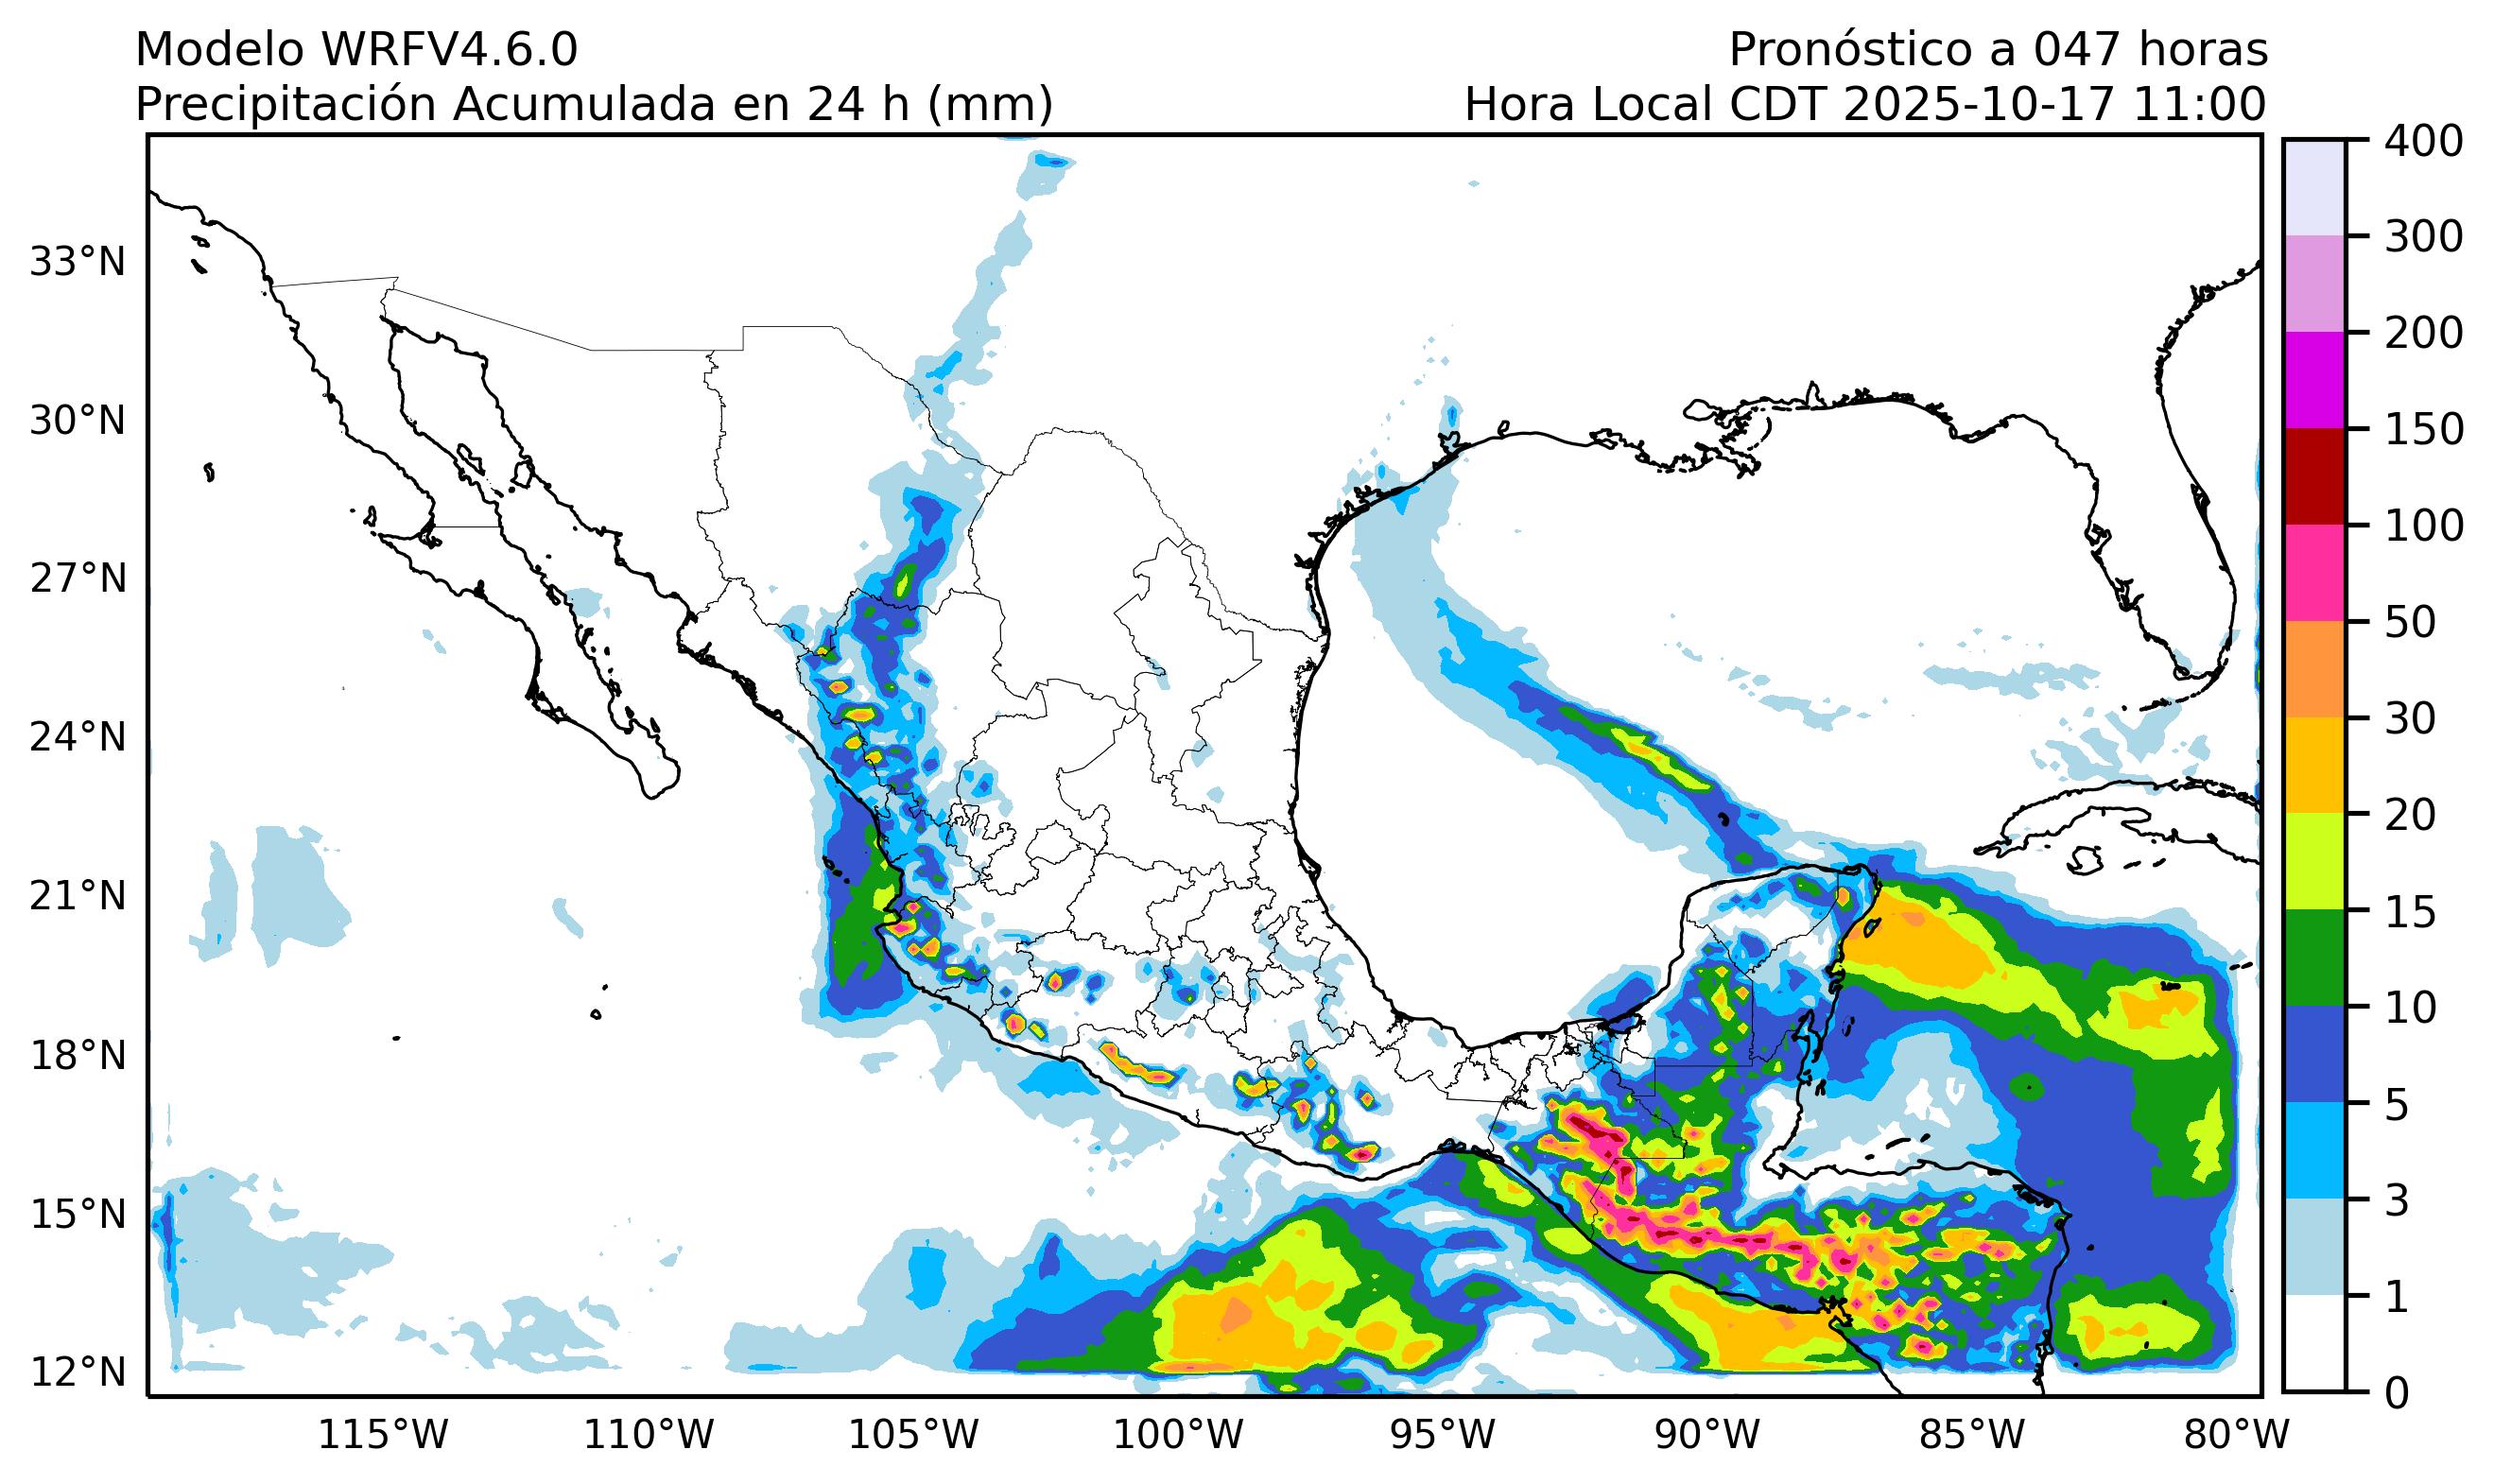 Modelo WRFV4.6.0
Pronóstico a 047 horas
Precipitación Acumulada en 24 h (mm)
Hora Local CDT 2025-10-17 11:00
400
300
200
150
100
50
30
20
15
10
5
3
1
0
33°N
30°N
27°N
24°N
21°N
18°N
15°N
12°N
115°W
110°W
105°W
100°W
95°W
90°W
85°W
80°W